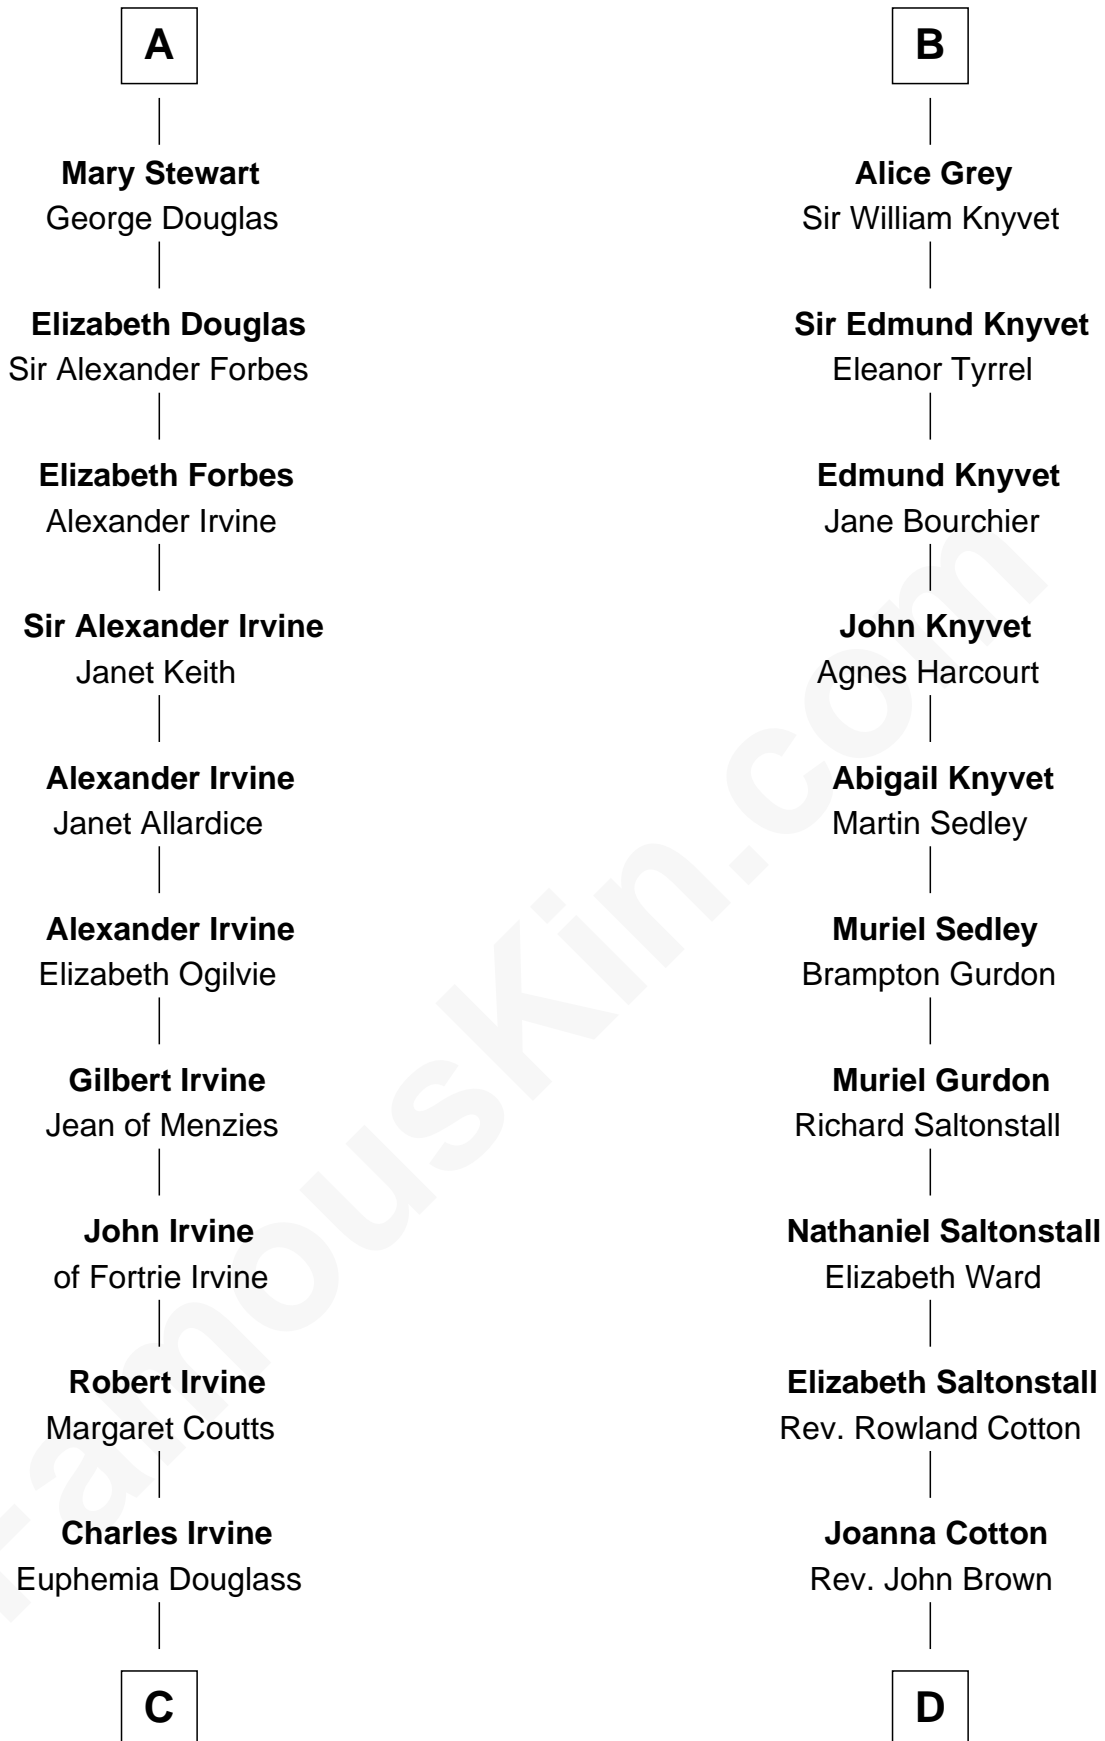 A
Mary Stewart
George Douglas
Elizabeth Douglas
Sir Alexander Forbes
Elizabeth Forbes
Alexander Irvine
Sir Alexander Irvine
Janet Keith
Alexander Irvine
Janet Allardice
Alexander Irvine
Elizabeth Ogilvie
Gilbert Irvine
Jean of Menzies
John Irvine
of Fortrie Irvine
Robert Irvine
Margaret Coutts
Charles Irvine
Euphemia Douglass
C
B
Alice Grey
Sir William Knyvet
Sir Edmund Knyvet
Eleanor Tyrrel
Edmund Knyvet
Jane Bourchier
John Knyvet
Agnes Harcourt
Abigail Knyvet
Martin Sedley
Muriel Sedley
Brampton Gurdon
Muriel Gurdon
Richard Saltonstall
Nathaniel Saltonstall
Elizabeth Ward
Elizabeth Saltonstall
Rev. Rowland Cotton
Joanna Cotton
Rev. John Brown
D
FamousKin.com